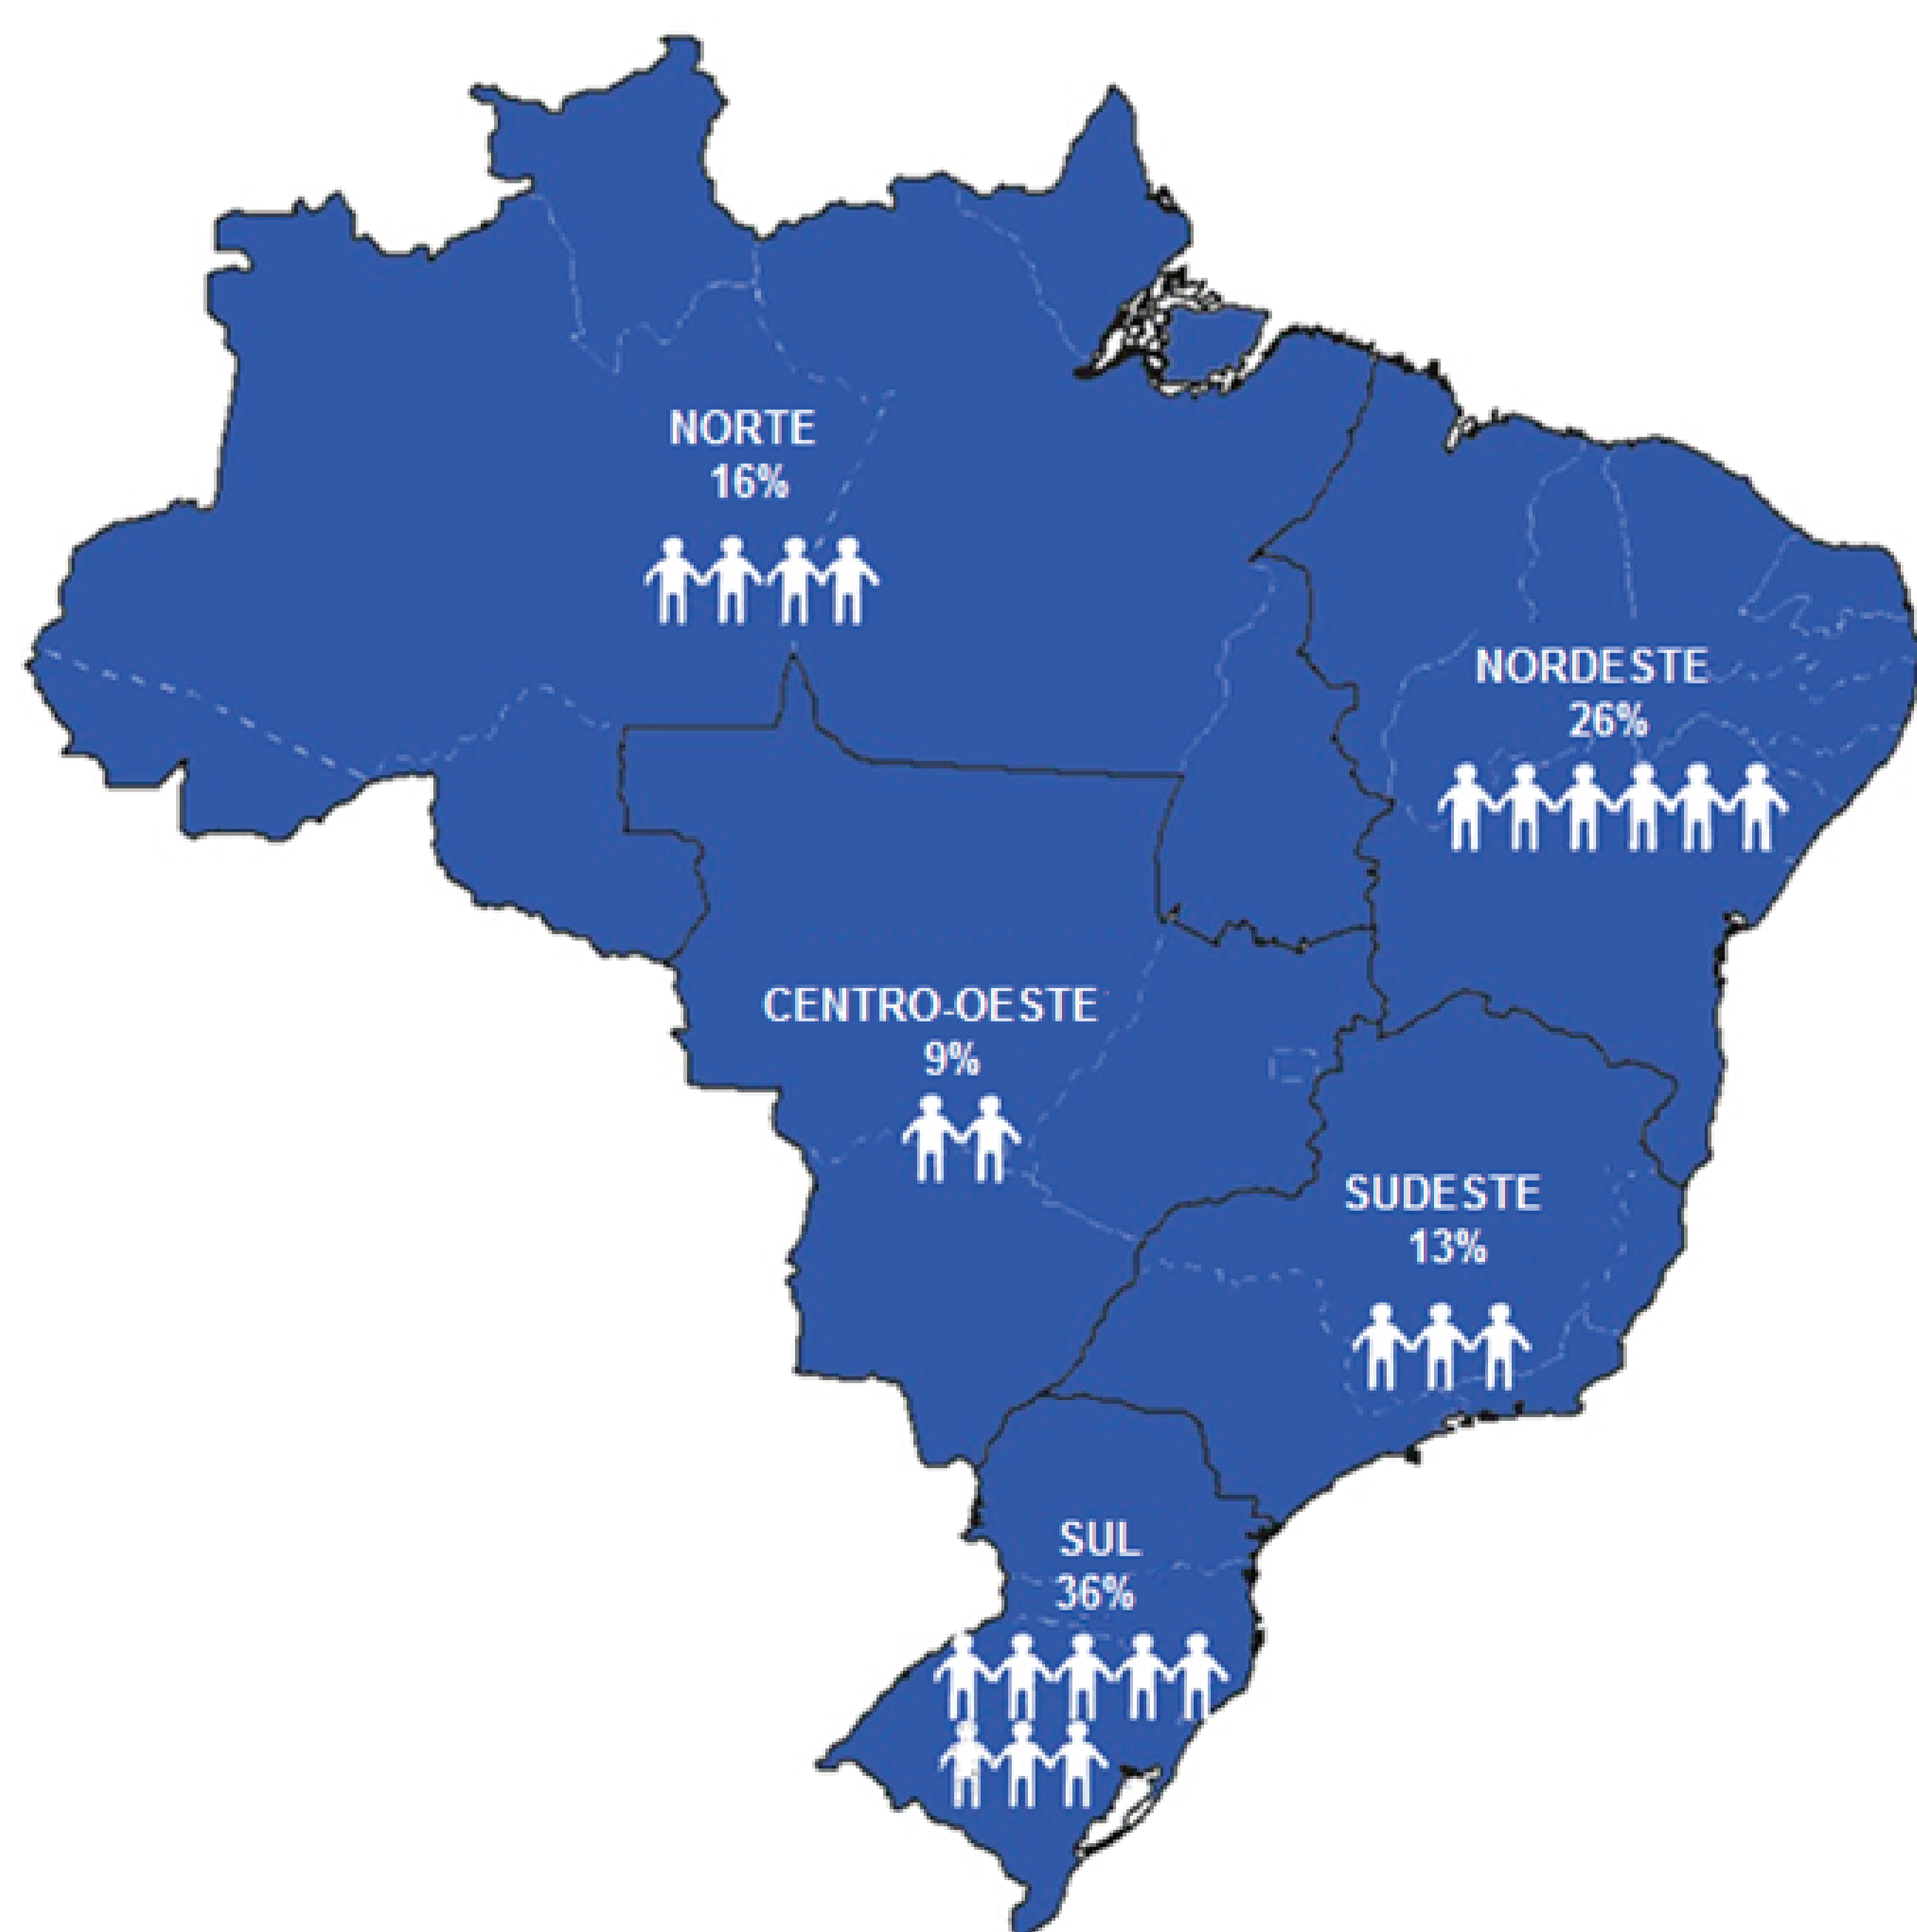 NORTE
16%
NORDESTE
26%
CENTRO-OESTE
9%
SUDESTE
13%
SUL
36%